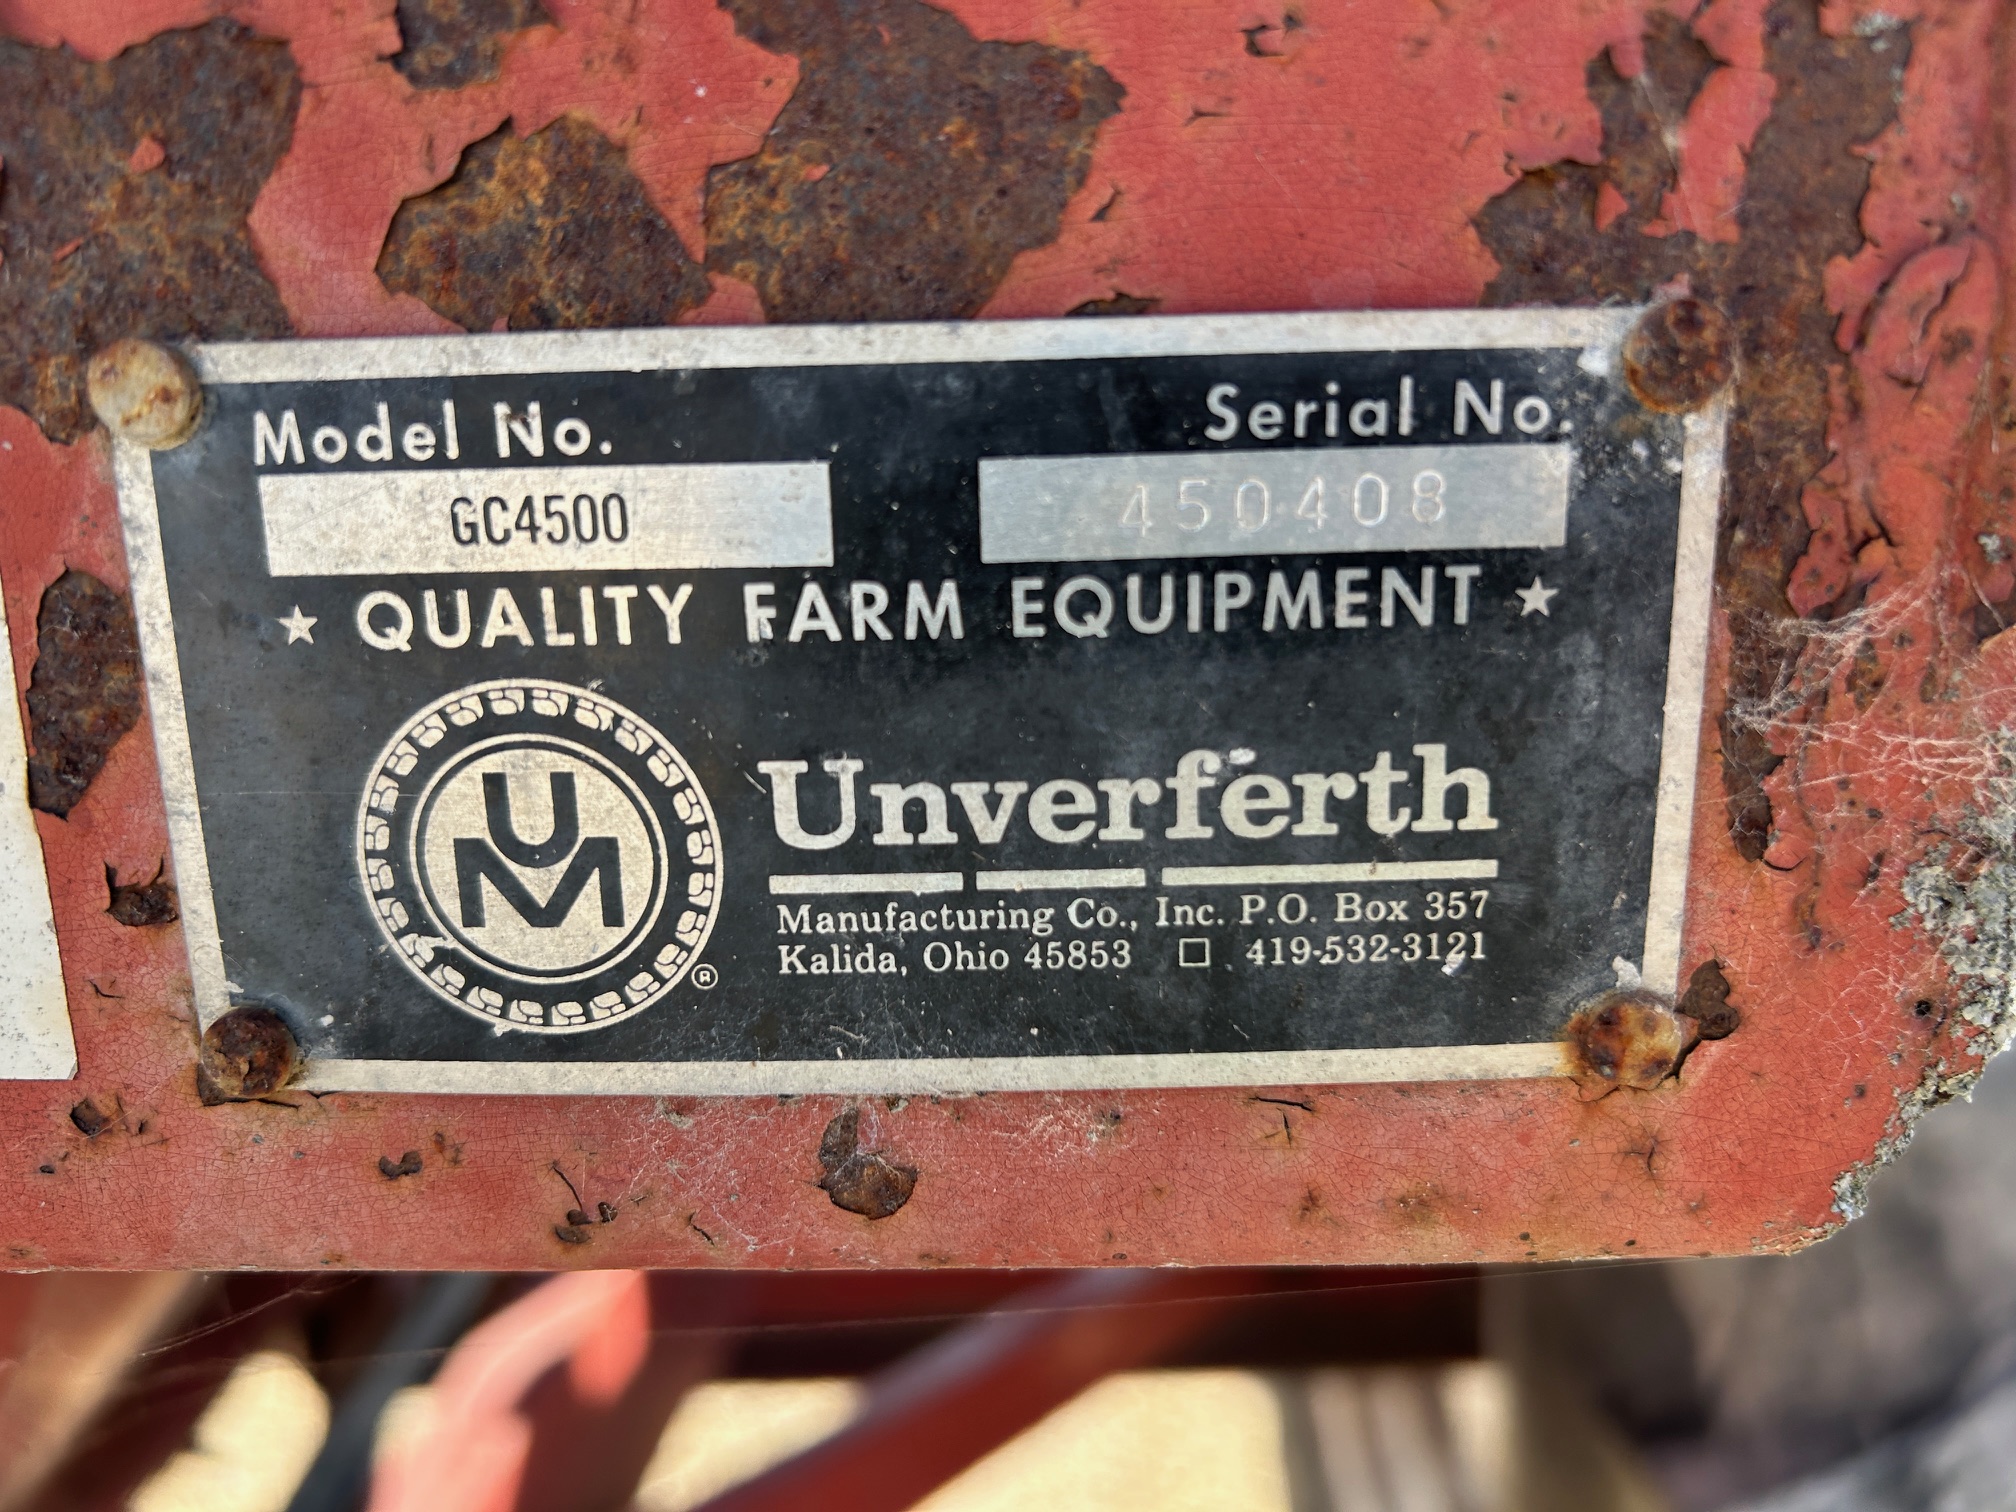 Model No. Serial No.
GC4500 450408
★ QUALITY FARM EQUIPMENT ★
UM
®
Unverferth
Manufacturing Co., Inc. P.O. Box 357
Kalida, Ohio 45853 □ 419-532-3121